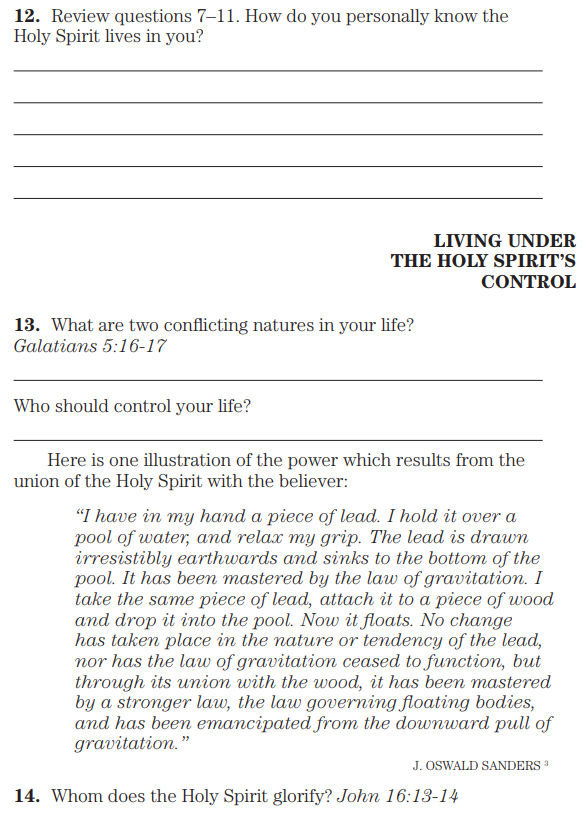 12. Review questions 7–11. How do you personally know the
Holy Spirit lives in you?
LIVING UNDER
THE HOLY SPIRIT’S
CONTROL
13. What are two conflicting natures in your life?
Galatians 5:16-17
Who should control your life?
Here is one illustration of the power which results from the
union of the Holy Spirit with the believer:
“I have in my hand a piece of lead. I hold it over a
pool of water, and relax my grip. The lead is drawn
irresistibly earthwards and sinks to the bottom of the
pool. It has been mastered by the law of gravitation. I
take the same piece of lead, attach it to a piece of wood
and drop it into the pool. Now it floats. No change
has taken place in the nature or tendency of the lead,
nor has the law of gravitation ceased to function, but
through its union with the wood, it has been mastered
by a stronger law, the law governing floating bodies,
and has been emancipated from the downward pull of
gravitation.”
J. OSWALD SANDERS ³
14. Whom does the Holy Spirit glorify? John 16:13-14